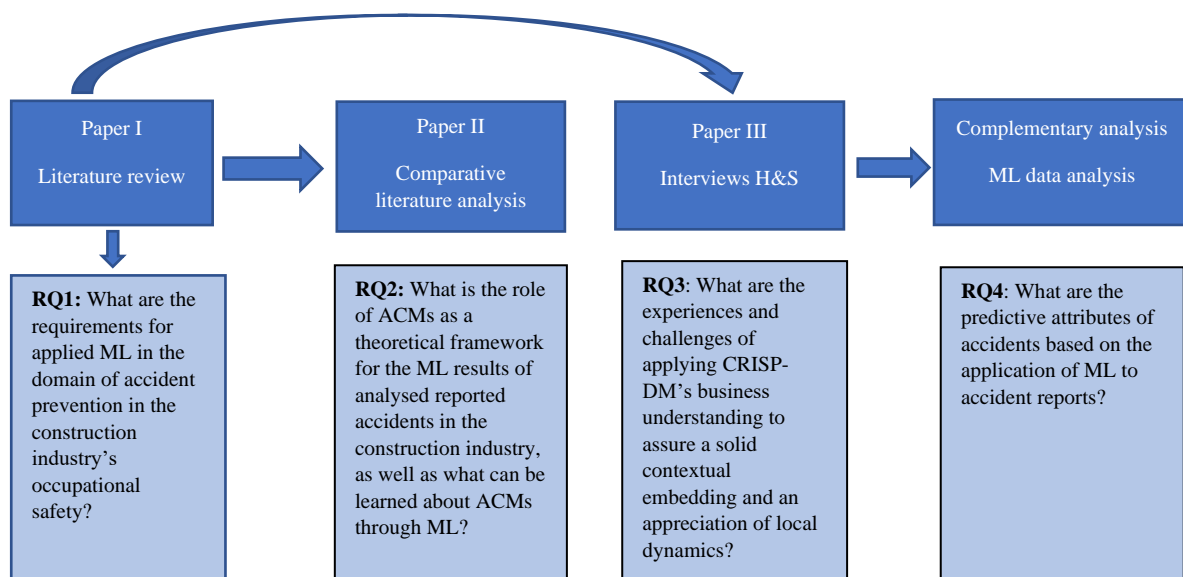 Paper I
Literature review
Paper II
Comparative
literature analysis
Paper III
Interviews H&S
Complementary analysis
ML data analysis
RQ1: What are the
requirements for
applied ML in the
domain of accident
prevention in the
construction
industry's
occupational
safety?
RQ2: What is the role
of ACMs as a
theoretical framework
for the ML results of
analysed reported
accidents in the
construction industry,
as well as what can be
learned about ACMs
through ML?
RQ3: What are the
experiences and
challenges of
applying CRISP-
DM's business
understanding to
assure a solid
contextual
embedding and an
appreciation of local
dynamics?
RQ4: What are the
predictive attributes of
accidents based on the
application of ML to
accident reports?